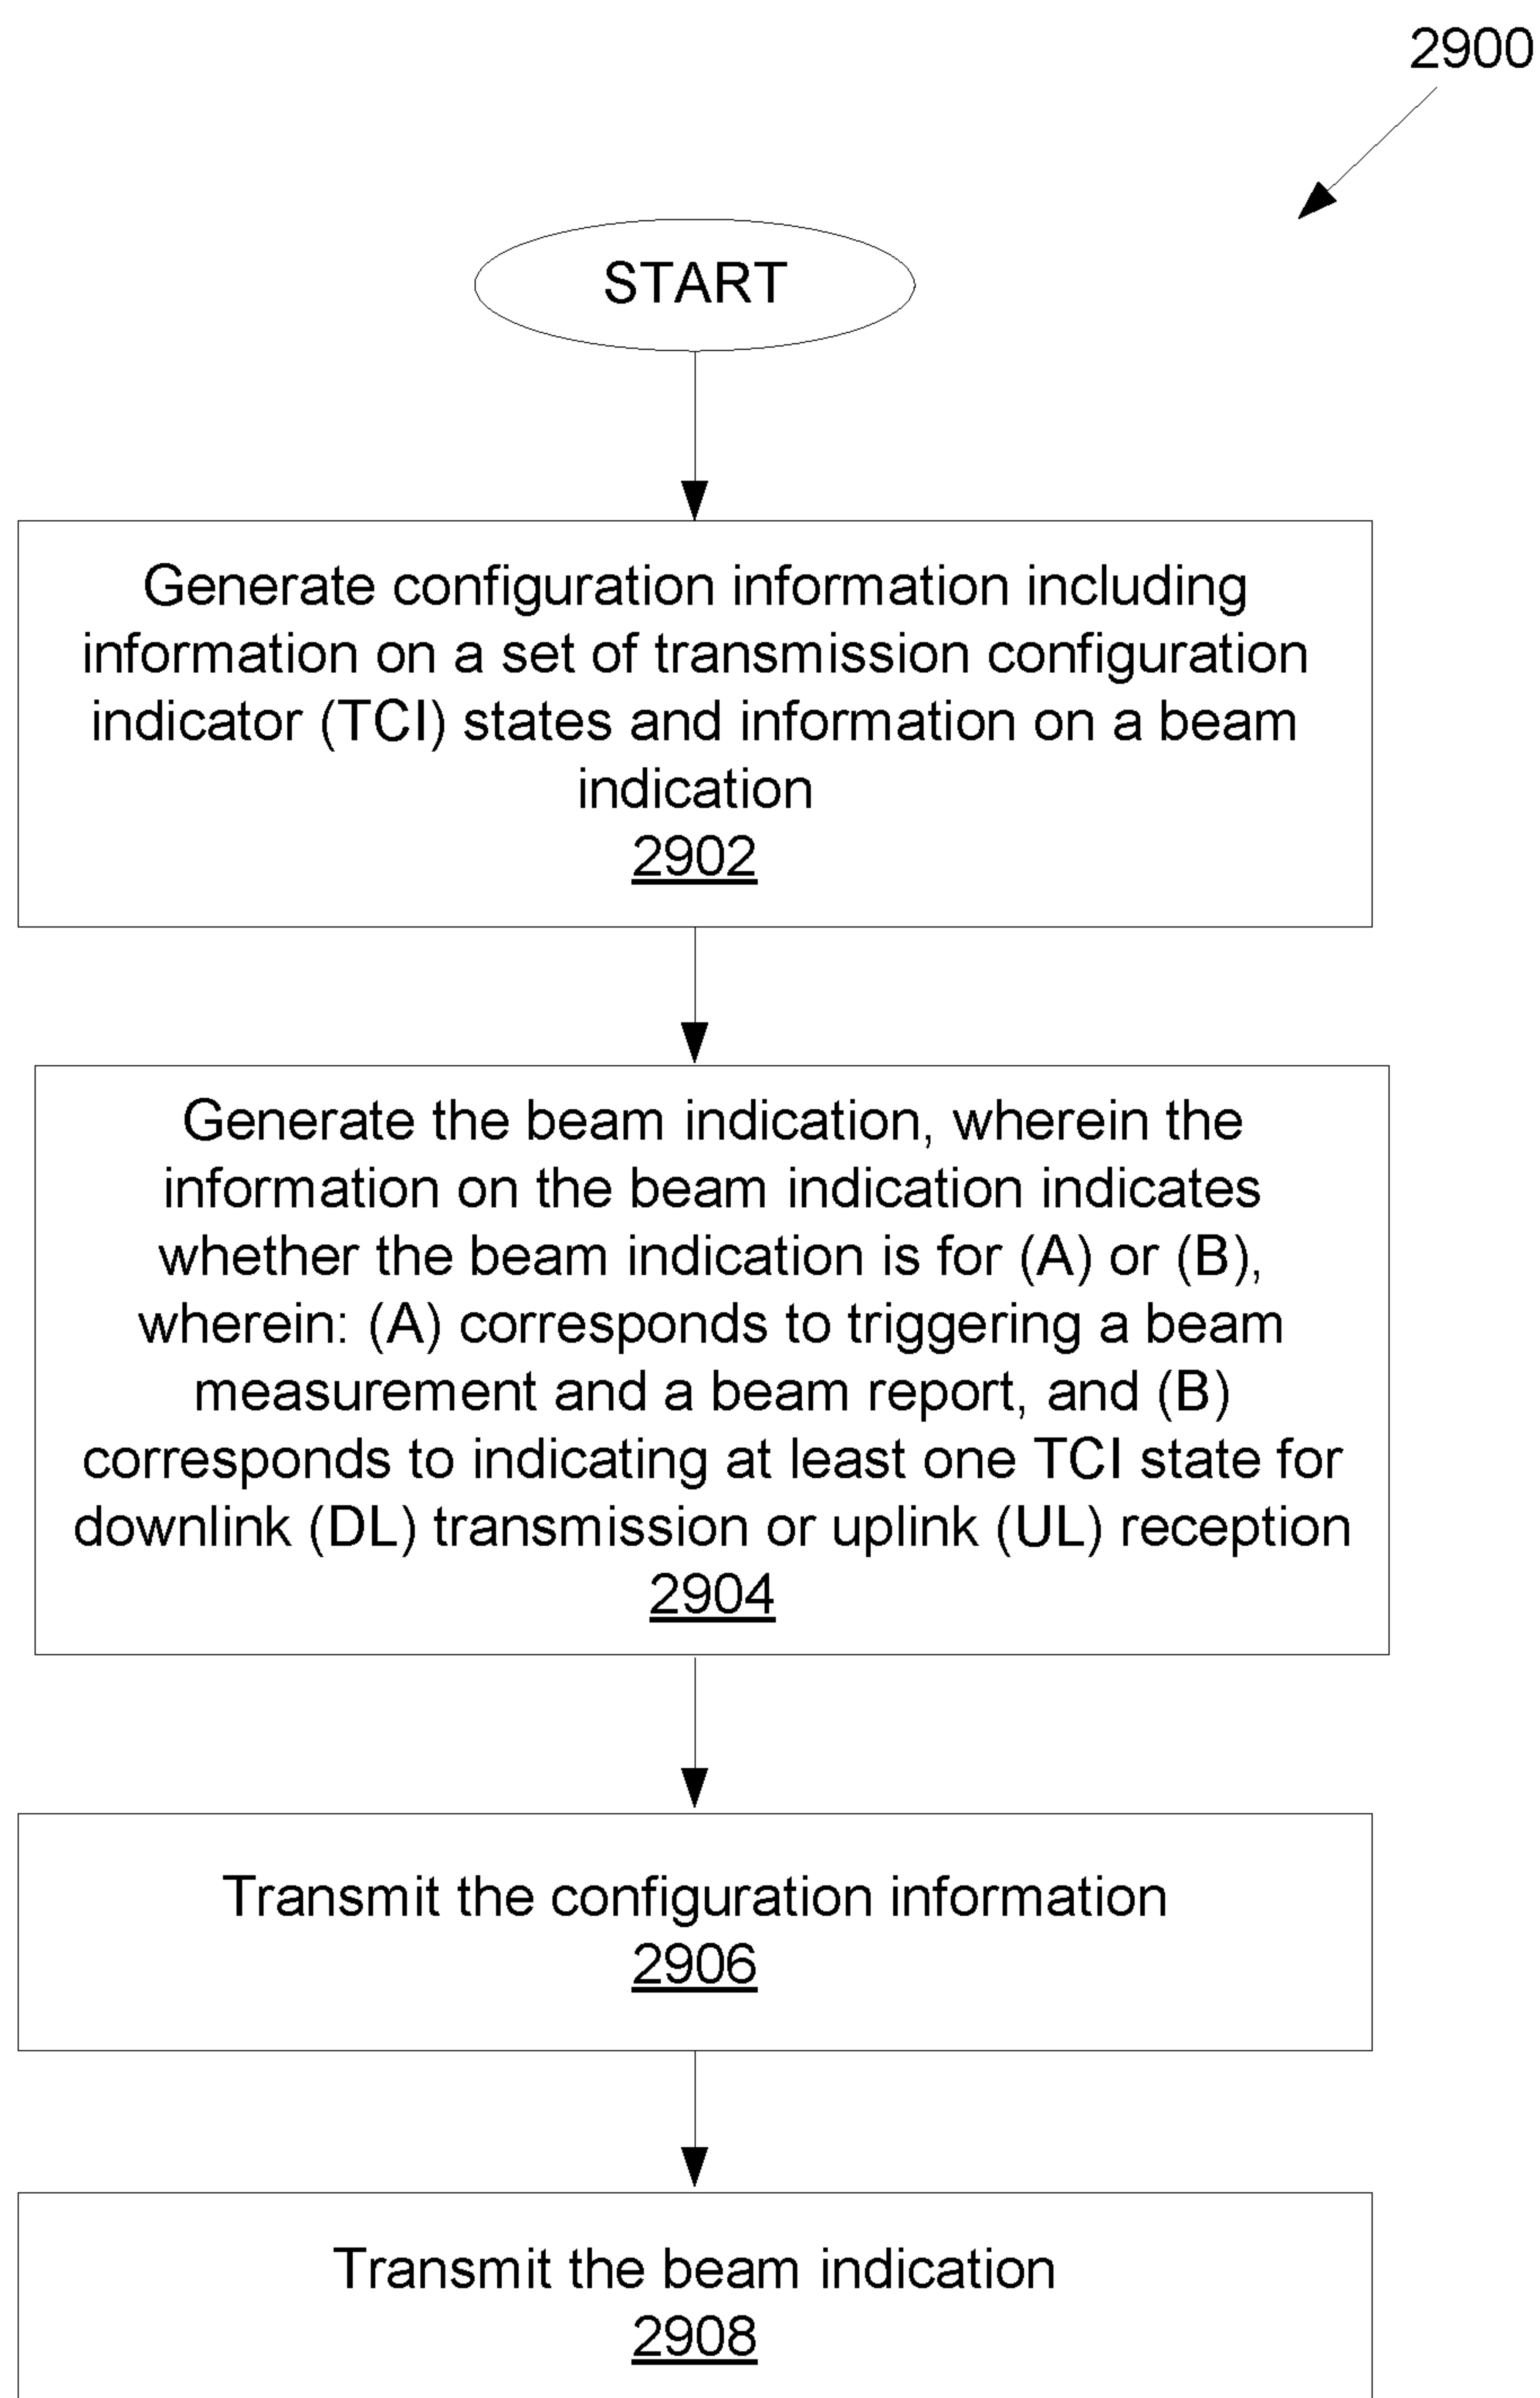 2900
START
Generate configuration information including
information on a set of transmission configuration
indicator (TCI) states and information on a beam
indication
2902
Generate the beam indication, wherein the
information on the beam indication indicates
whether the beam indication is for (A) or (B),
wherein: (A) corresponds to triggering a beam
measurement and a beam report, and (B)
corresponds to indicating at least one TCI state for
downlink (DL) transmission or uplink (UL) reception
2904
Transmit the configuration information
2906
Transmit the beam indication
2908